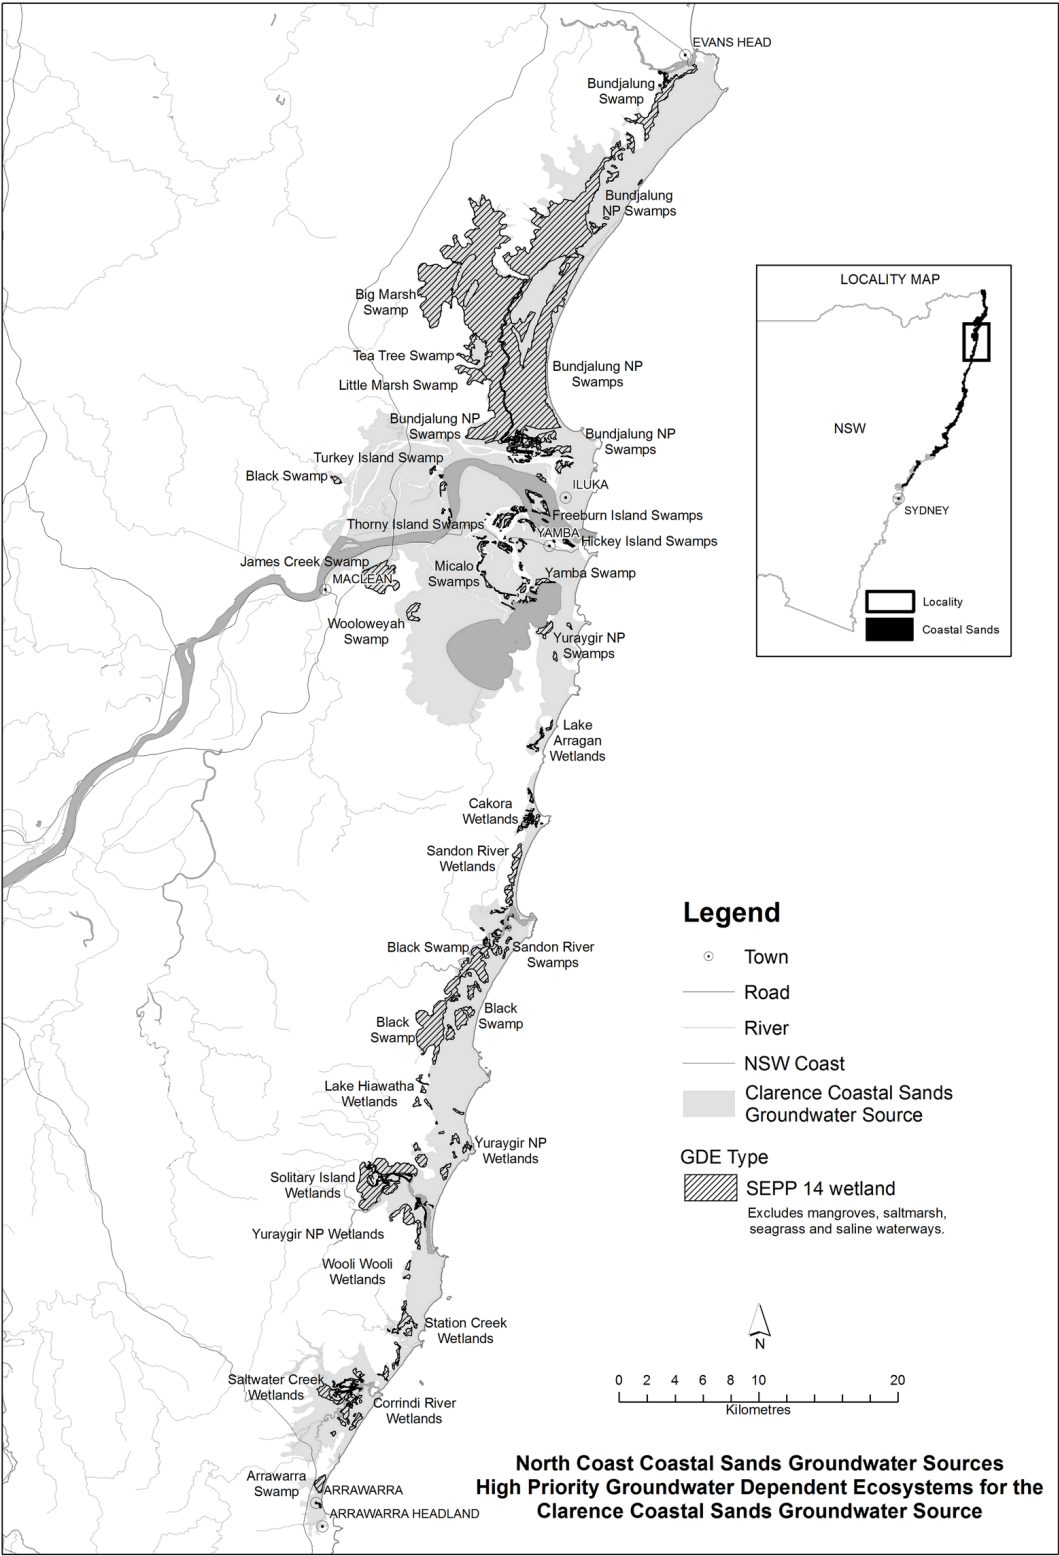 EVANS HEAD
Bundjalung
Swamp
Bundjalung
NP Swamps
LOCALITY MAP
NSW
SYDNEY
Locality
Coastal Sands
Big Marsh
Swamp
Tea Tree Swamp
Little Marsh Swamp
Bundjalung NP
Swamps
Bundjalung NP
Swamps
Bundjalung NP
Swamps
Turkey Island Swamp
Black Swamp
ILUKA
Freeburn Island Swamps
Thorny Island Swamps
YAMBA
Hickey Island Swamps
James Creek Swamp
MACLEAN
Micalo
Swamps
Yamba Swamp
Wooloweyah
Swamp
Yuraygir NP
Swamps
Lake
Arragan
Wetlands
Cakora
Wetlands
Sandon River
Wetlands
Black Swamp
Sandon River
Swamps
Black
Swamp
Black
Swamp
Lake Hiawatha
Wetlands
Yuraygir NP
Wetlands
Solitary Island
Wetlands
Yuraygir NP Wetlands
Wooli Wooli
Wetlands
Station Creek
Wetlands
Saltwater Creek
Wetlands
Corrindi River
Wetlands
Arrawarra
Swamp
ARRAWARRA
ARRAWARRA HEADLAND
Legend
Town
Road
River
NSW Coast
Clarence Coastal Sands
Groundwater Source
GDE Type
SEPP 14 wetland
Excludes mangroves, saltmarsh,
seagrass and saline waterways.
N
0 2 4 6 8 10 20
Kilometres
North Coast Coastal Sands Groundwater Sources
High Priority Groundwater Dependent Ecosystems for the
Clarence Coastal Sands Groundwater Source